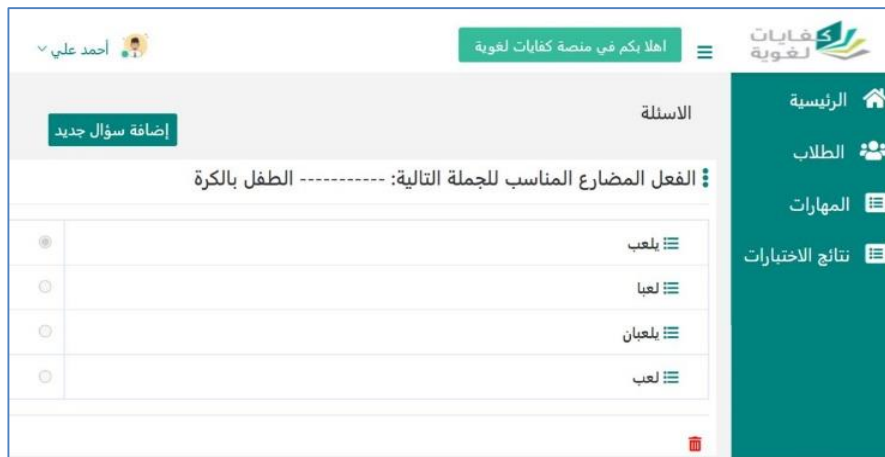 كفايات
لغوية
اهلا بكم في منصة كفايات لغوية
أحمد علي
الرئيسية
الطلاب
المهارات
نتائج الاختبارات
الاسئلة
إضافة سؤال جديد
الفعل المضارع المناسب للجملة التالية: ----------- الطفل بالكرة
يلعب
لعبا
يلعبان
لعب